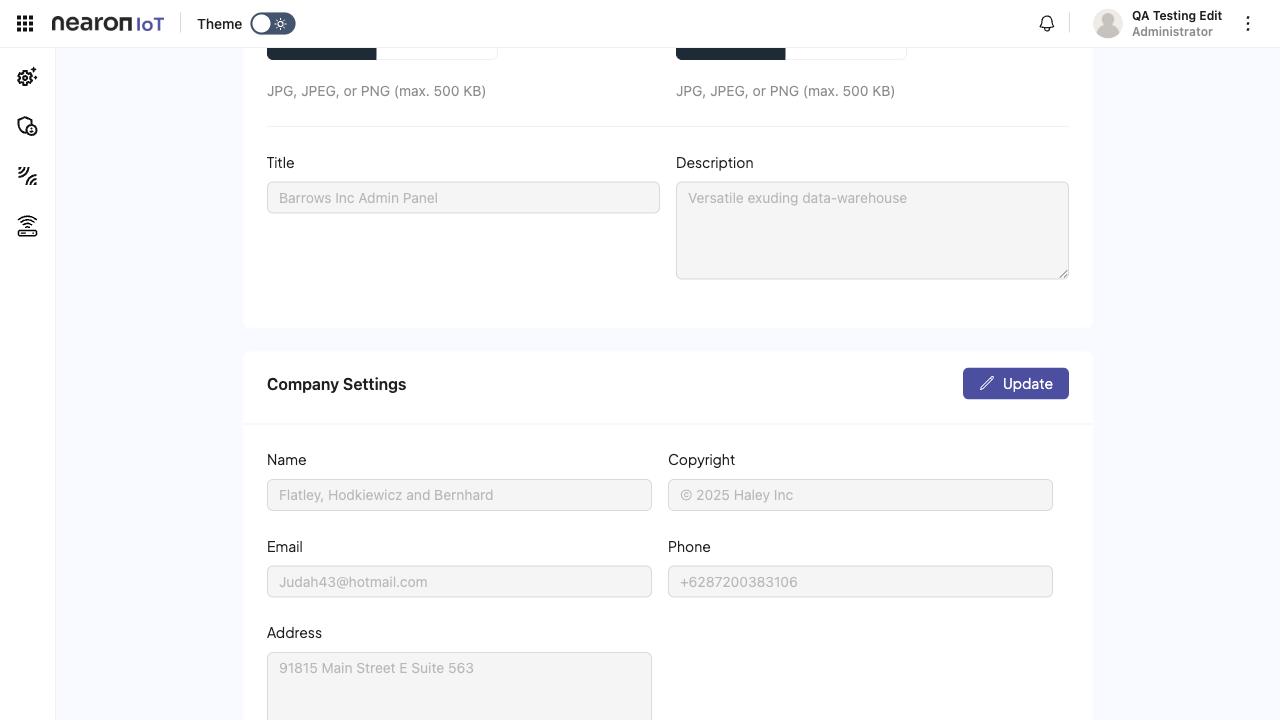 nearon IoT
Theme
QA Testing Edit
Administrator
JPG, JPEG, or PNG (max. 500 KB)
JPG, JPEG, or PNG (max. 500 KB)
Title
Description
Barrows Inc Admin Panel
Versatile exuding data-warehouse
Company Settings
Update
Name
Copyright
Flatley, Hodkiewicz and Bernhard
© 2025 Haley Inc
Email
Phone
Judah43@hotmail.com
+6287200383106
Address
91815 Main Street E Suite 563